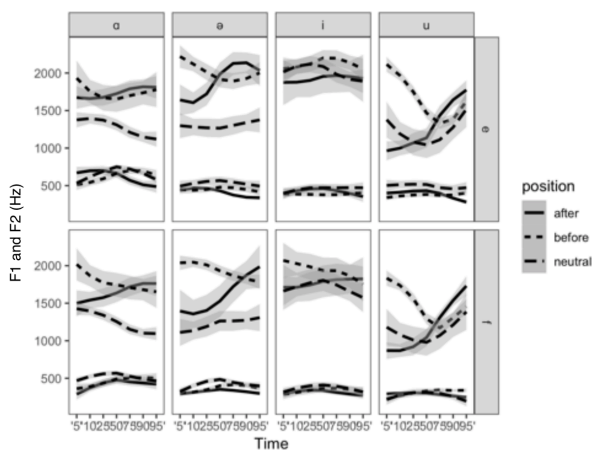 ɑ ə i u
2000
1500
1000
500
e
2000
1500
1000
500
f
F1 and F2 (Hz)
Time
position
after
before
neutral